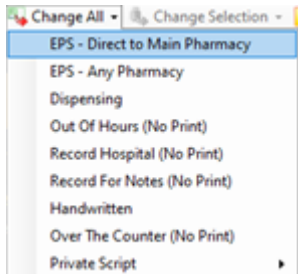 Change All Change Selection
EPS - Direct to Main Pharmacy
EPS - Any Pharmacy
Dispensing
Out Of Hours (No Print)
Record Hospital (No Print)
Record For Notes (No Print)
Handwritten
Over The Counter (No Print)
Private Script